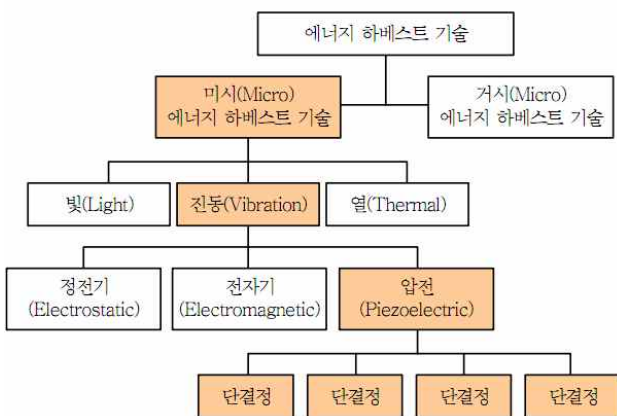 에너지 하베스트 기술
미시(Micro)
에너지 하베스트 기술
거시(Micro)
에너지 하베스트 기술
빛(Light)
진동(Vibration)
열(Thermal)
정전기
(Electrostatic)
전자기
(Electromagnetic)
압전
(Piezoelectric)
단결정
단결정
단결정
단결정